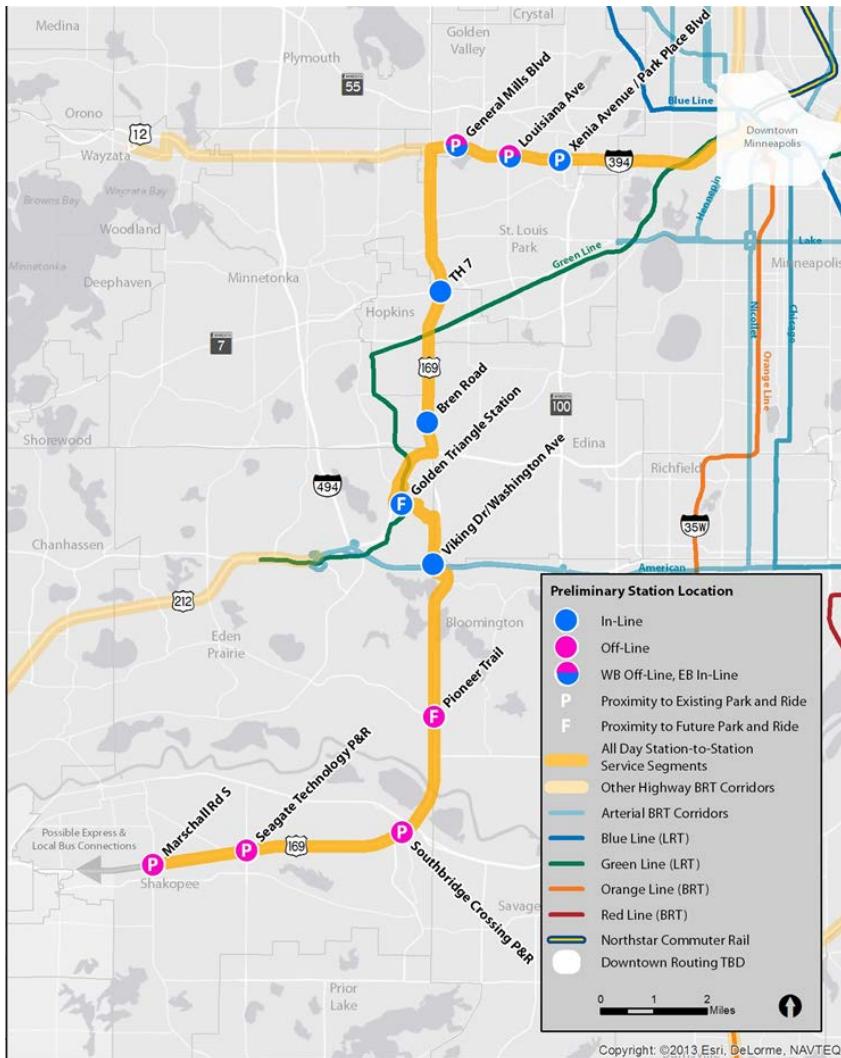 Medina
Crystal
Golden
Valley
Plymouth
MINNESOTA
55
General Mills Blvd
Louisiana Ave
Xenia Avenue / Park Place Blvd
Orono
12
Wayzata
Wayzata Bay
Browns Bay
Woodland
Minnetonka
Deephaven
Minnetonka
Blue Line
Downtown
Minneapolis
394
St. Louis
Park
Hennepin
Green Line
Lake
Minneapolis
TH 7
Hopkins
Nicollet
Chicago
Orange Line
MINNESOTA
7
169
Bren Road
MINNESOTA
100
Shorewood
Golden Triangle Station
Edina
Richfield
494
F
Viking Dr/Washington Ave
35W
Chanhassen
American
212
Eden
Prairie
Bloomington
Pioneer Trail
F
Seagate Technology P&R
Marschall Rd S
Possible Express &
Local Bus Connections
P
P
169
P
Shakopee
Southbridge Crossing P&R
Savage
Prior
Lake
P
P
P
Preliminary Station Location
In-Line
Off-Line
WB Off-Line, EB In-Line
P Proximity to Existing Park and Ride
F Proximity to Future Park and Ride
All Day Station-to-Station
Service Segments
Other Highway BRT Corridors
Arterial BRT Corridors
Blue Line (LRT)
Green Line (LRT)
Orange Line (BRT)
Red Line (BRT)
Northstar Commuter Rail
Downtown Routing TBD
0 1 2
Miles
Copyright: ©2013 Esri, DeLorme, NAVTEQ